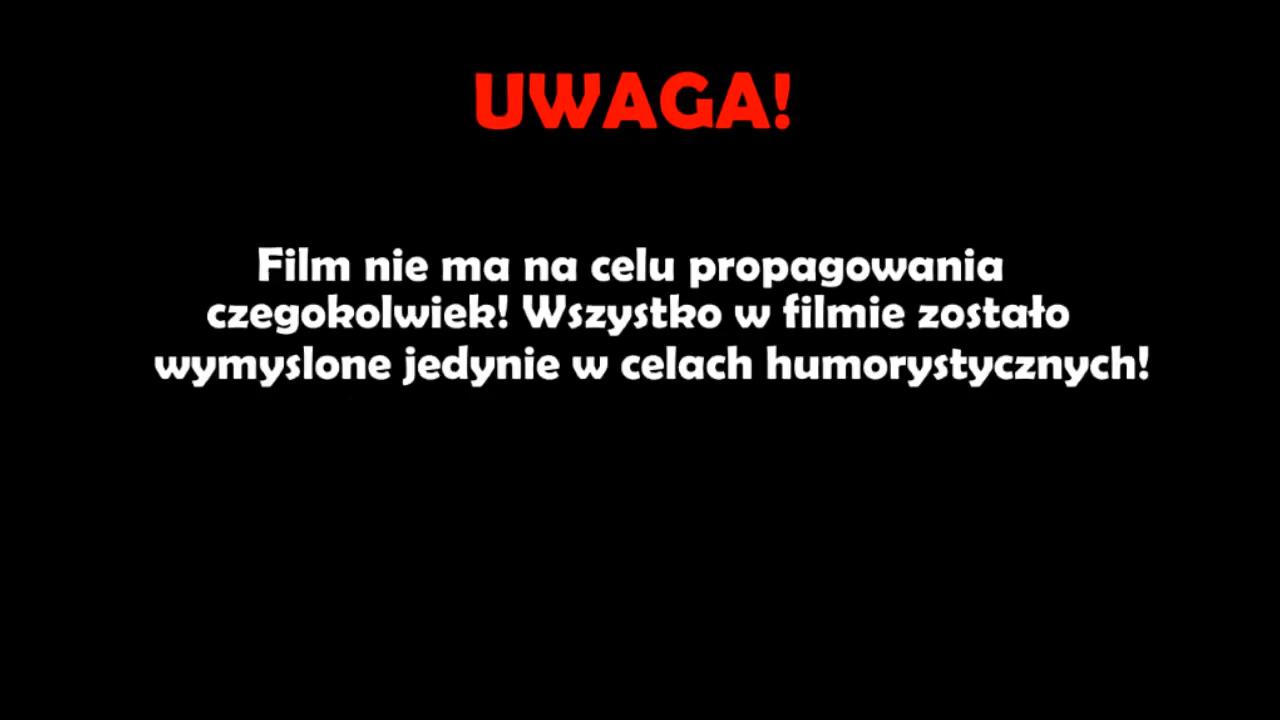 UWAGA!
Film nie ma na celu propagowania
czegokolwiek! Wszystko w filmie zostało
wymyslone jedynie w celach humorystycznych!